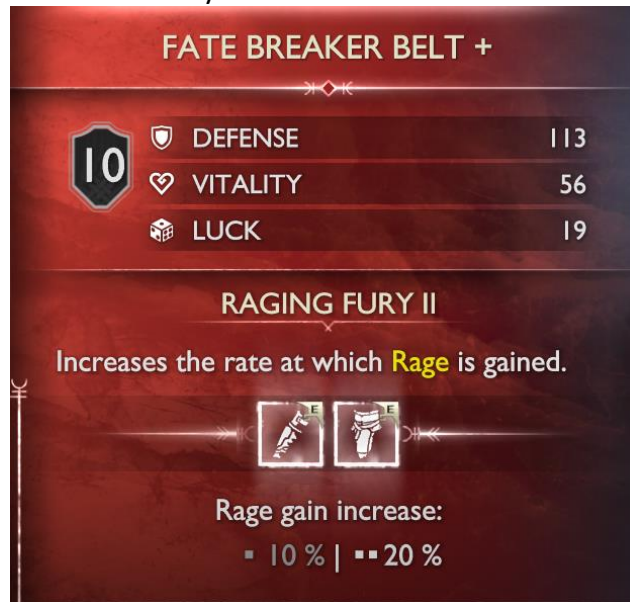 FATE BREAKER BELT +
10
DEFENSE 113
VITALITY 56
LUCK 19
RAGING FURY II
Increases the rate at which Rage is gained.
E E
Rage gain increase:
▪ 10 % | ▪▪ 20 %